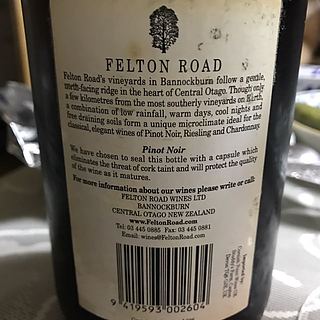 FELTON ROAD
Felton Road's vineyards in Bannockburn follow a gentle,
north-facing ridge in the heart of Central Otago. Though only
a few kilometres from the most southerly vineyards on Earth,
a combination of low rainfall, warm days, cool nights and
free draining soils form a unique microclimate ideal for the
classical, elegant wines of Pinot Noir, Riesling and Chardonnay.
Pinot Noir
We have chosen to seal this bottle with a capsule which
eliminates the threat of cork taint and will protect the quality
of the wine as it matures.
For more information about our wines please write or call:
FELTON ROAD WINES LTD
BANNOCKBURN
CENTRAL OTAGO NEW ZEALAND
www.FeltonRoad.com
Tel: 03 445 0885 Fax: 03 445 0881
Email: wines@FeltonRoad.com
9 419593 002604
Imported by: